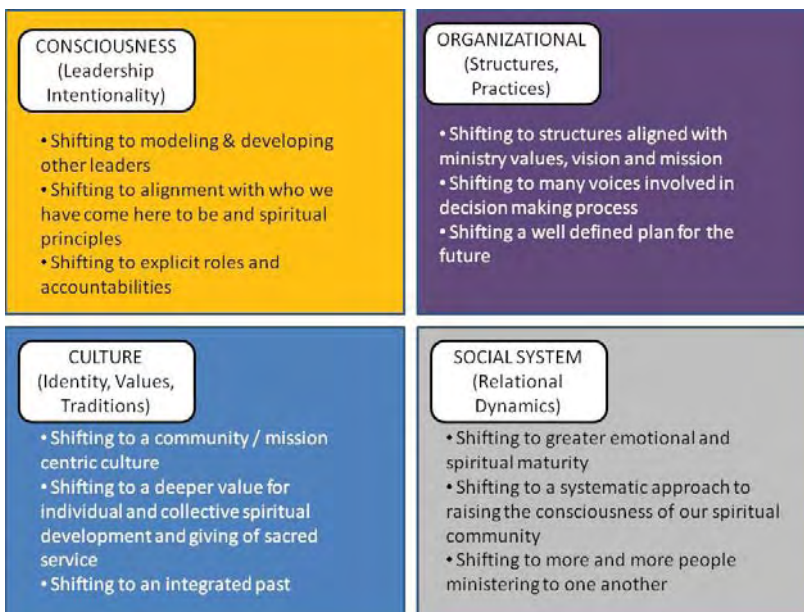 CONSCIOUSNESS
(Leadership
Intentionality)
• Shifting to modeling & developing
other leaders
• Shifting to alignment with who we
have come here to be and spiritual
principles
• Shifting to explicit roles and
accountabilities
ORGANIZATIONAL
(Structures,
Practices)
• Shifting to structures aligned with
ministry values, vision and mission
• Shifting to many voices involved in
decision making process
• Shifting a well defined plan for the
future
CULTURE
(Identity, Values,
Traditions)
• Shifting to a community / mission
centric culture
• Shifting to a deeper value for
individual and collective spiritual
development and giving of sacred
service
• Shifting to an integrated past
SOCIAL SYSTEM
(Relational
Dynamics)
• Shifting to greater emotional and
spiritual maturity
• Shifting to a systematic approach to
raising the consciousness of our spiritual
community
• Shifting to more and more people
ministering to one another